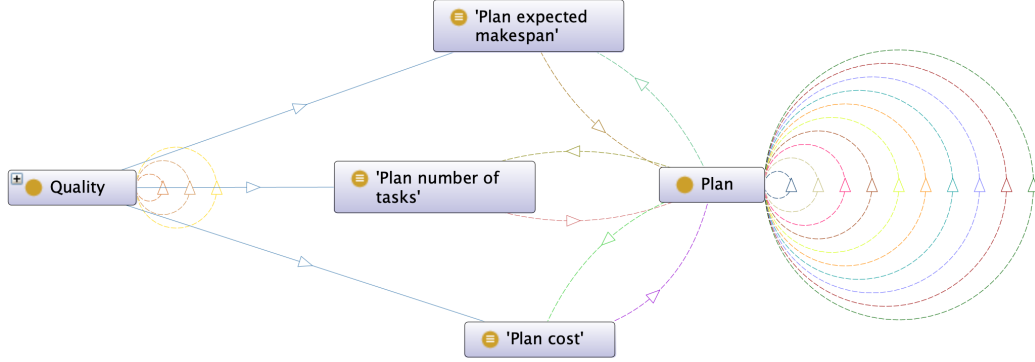 'Plan expected
makespan'
Quality
'Plan number of
tasks'
Plan
'Plan cost'